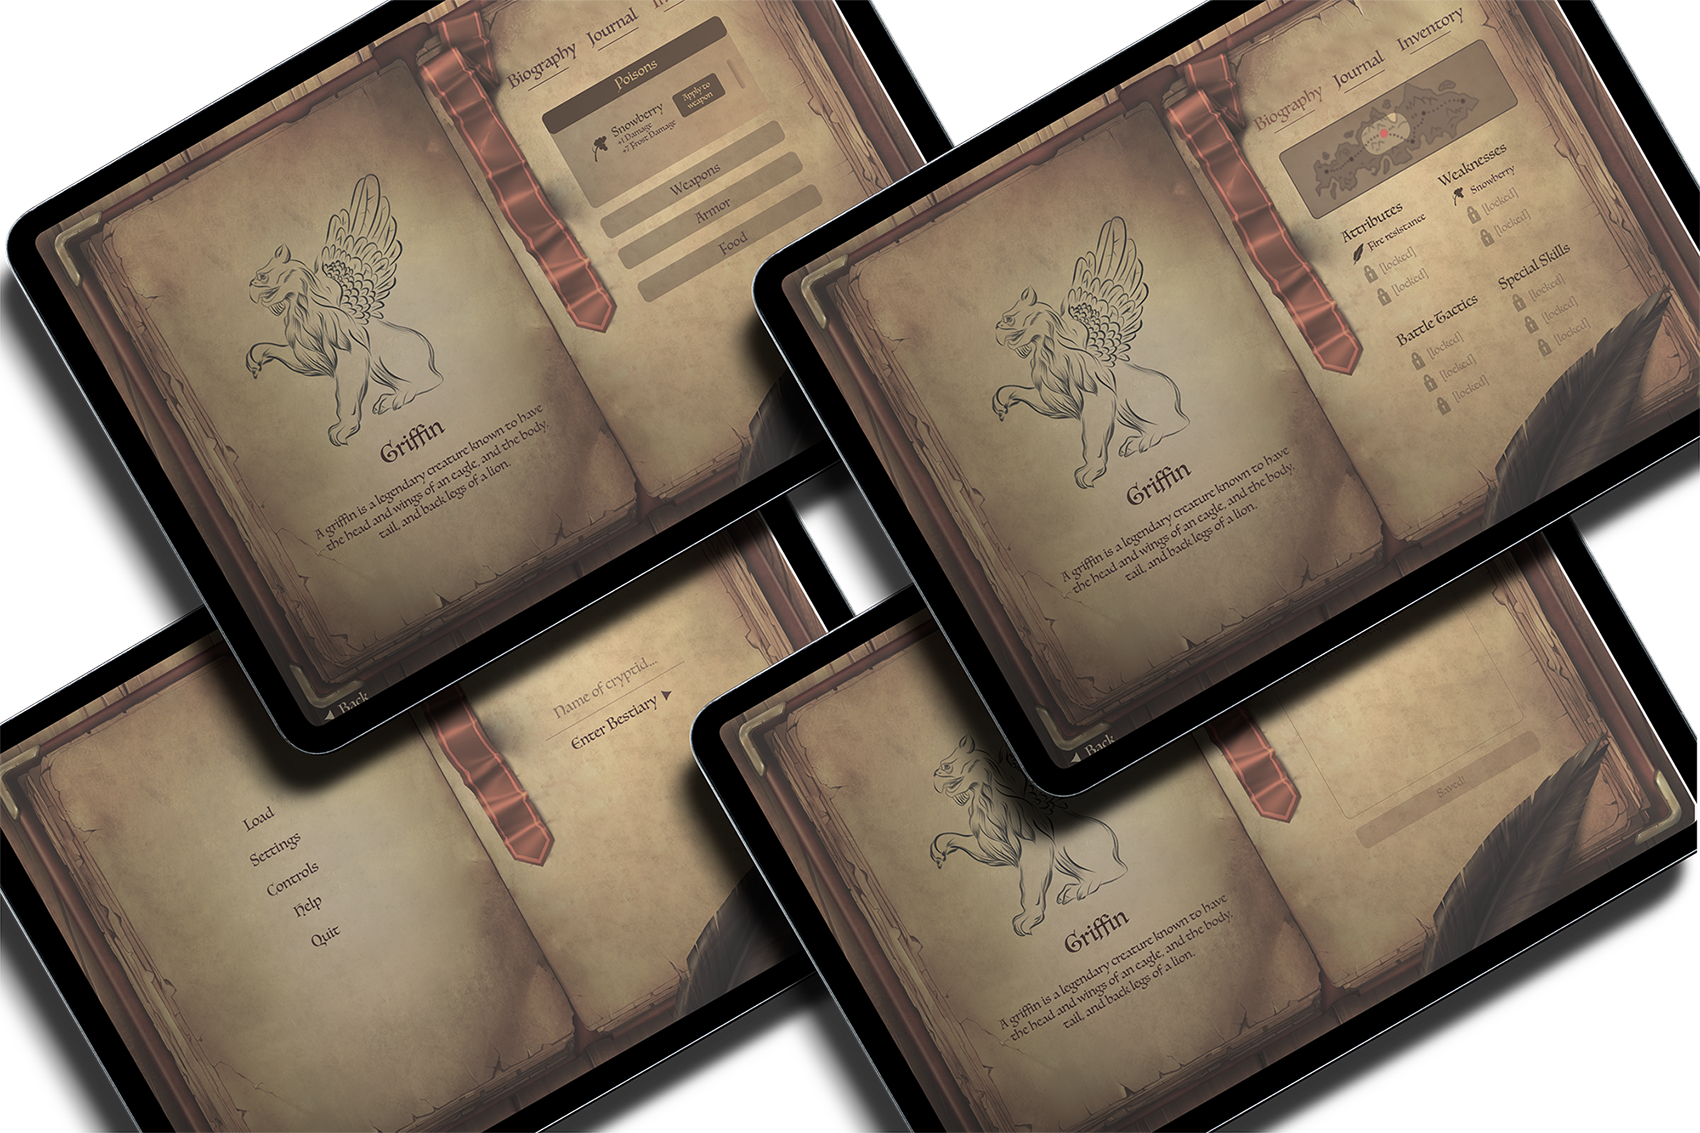 Biography
Journal
Poisons
Snowberry
+1 Damage
+7 Frost Damage
Apply to
weapon
Weapons
Armor
Food
Griffin
A griffin is a legendary creature known to have
the head and wings of an eagle, and the body,
tail, and back legs of a lion.
Back
Biography
Journal
Inventory
Weaknesses
Snowberry
[locked]
[locked]
Attributes
Fire resistance
[locked]
[locked]
Special Skills
[locked]
[locked]
[locked]
Battle Tactics
[locked]
[locked]
[locked]
Griffin
A griffin is a legendary creature known to have
the head and wings of an eagle, and the body,
tail, and back legs of a lion.
Back
Name of cryptid...
Enter Bestiary
Load
Settings
Controls
Help
Quit
Saved!
Griffin
A griffin is a legendary creature known to have
the head and wings of an eagle, and the body,
tail, and back legs of a lion.